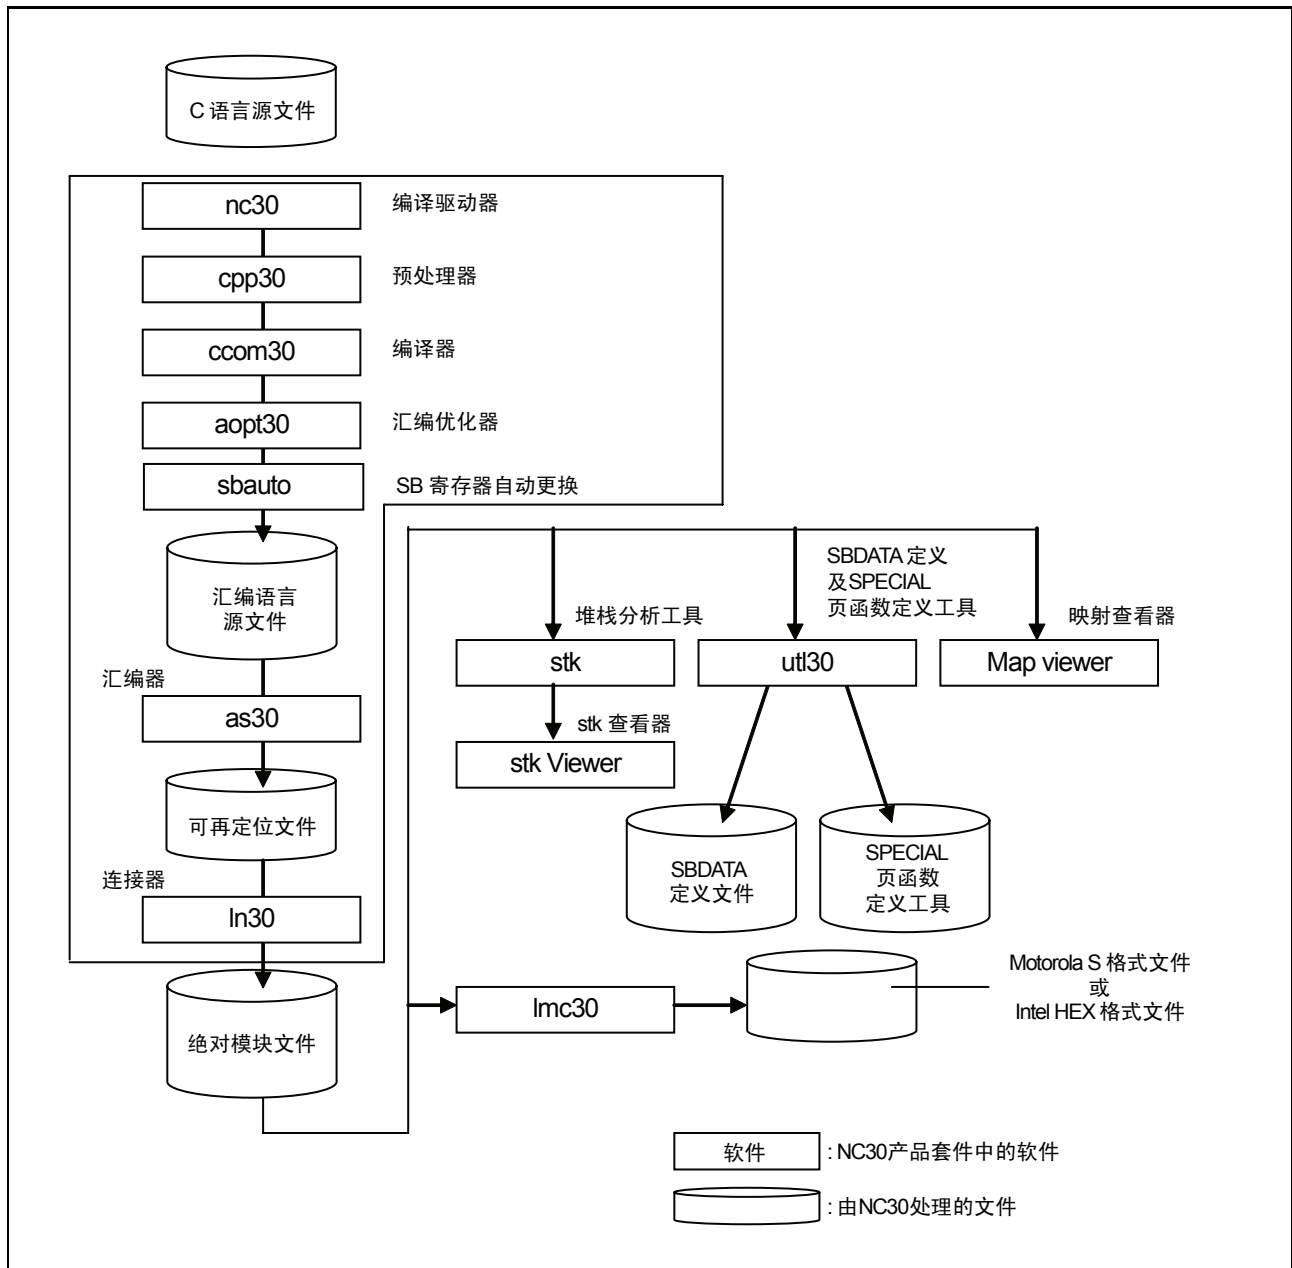 C 语言源文件
nc30
编译驱动器
cpp30
预处理器
ccom30
编译器
aopt30
汇编优化器
sbauto
SB 寄存器自动更换
汇编语言
源文件
汇编器
as30
可再定位文件
连接器
ln30
绝对模块文件
堆栈分析工具
stk
stk 查看器
stk Viewer
SBDATA 定义
及SPECIAL
页函数定义工具
utl30
映射查看器
Map viewer
SBDATA
定义文件
SPECIAL
页函数
定义工具
lmc30
Motorola S 格式文件
或
Intel HEX 格式文件
软件
: NC30产品套件中的软件
: 由NC30处理的文件